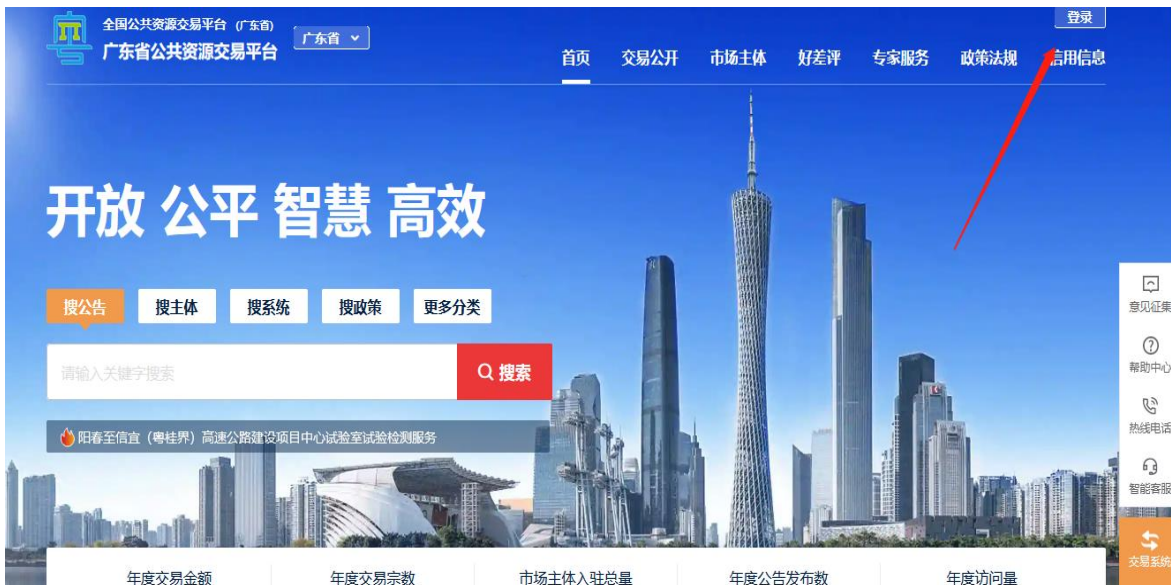 全国公共资源交易平台（广东省）
广东省公共资源交易平台
广东省
登录
首页 交易公开 市场主体 好差评 专家服务 政策法规 信用信息
开放 公平 智慧 高效
搜公告 搜主体 搜系统 搜政策 更多分类
请输入关键字搜索 搜索
阳春至信宜（粤桂界）高速公路建设项目中心试验室试验检测服务
意见征集
帮助中心
热线电话
智能客服
交易系统
年度交易金额 年度交易宗数 市场主体入驻总量 年度公告发布数 年度访问量